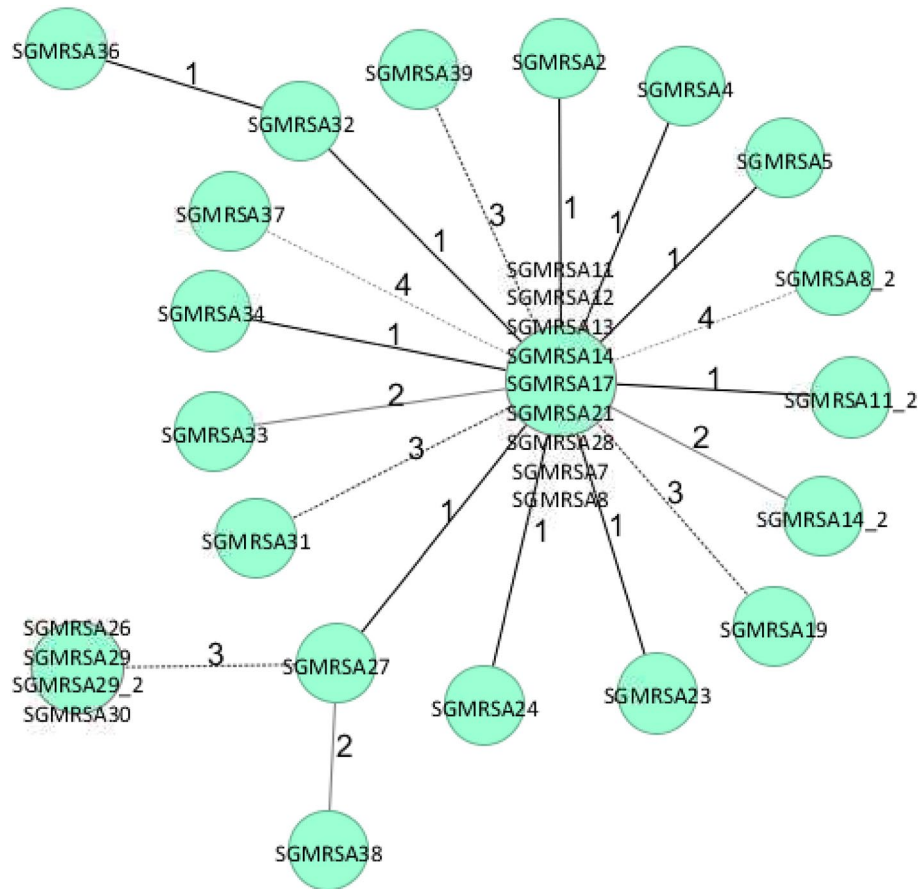 SGMRSA36
1
SGMRSA32
SGMRSA39
SGMRSA2
SGMRSA4
SGMRSA5
SGMRSA37
3
1
1
1
1
4
SGMRSA11
SGMRSA12
SGMRSA13
SGMRSA14
SGMRSA17
SGMRSA21
SGMRSA28
SGMRSA7
SGMRSA8
SGMRSA8_2
4
SGMRSA34
1
1
SGMRSA11_2
SGMRSA33
2
2
SGMRSA14_2
3
3
SGMRSA31
1
1
1
SGMRSA19
SGMRSA26
SGMRSA29
SGMRSA29_2
SGMRSA30
3
SGMRSA27
SGMRSA24
SGMRSA23
2
SGMRSA38